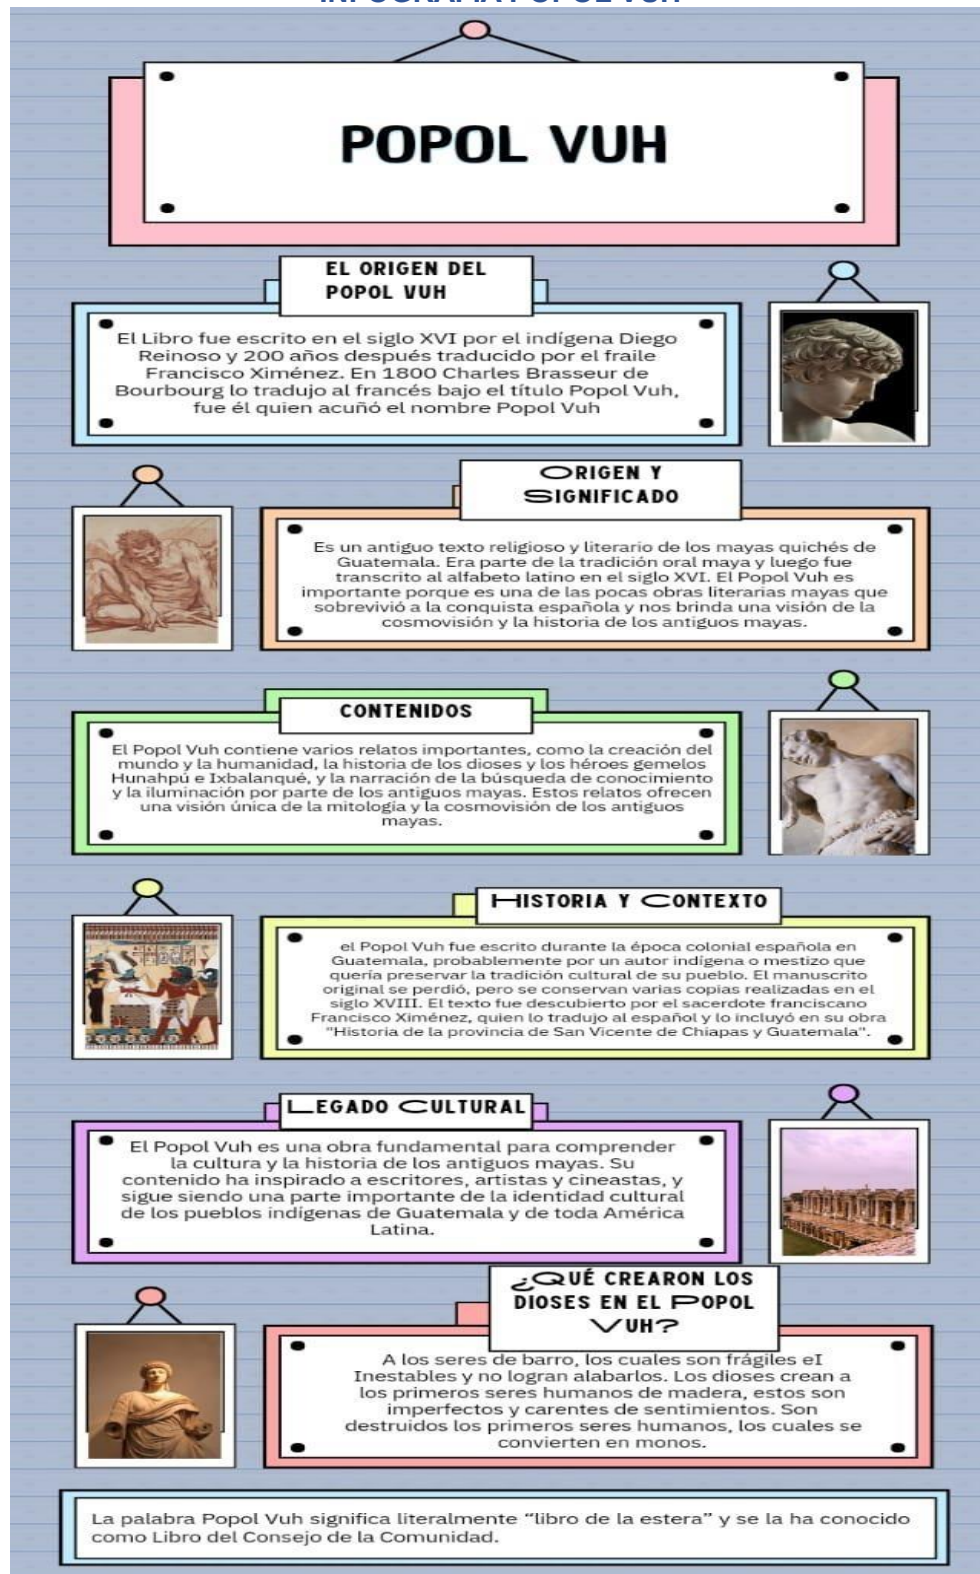 INFOGRAFIA POPOL VUH
POPOL VUH
EL ORIGEN DEL
POPOL VUH
El Libro fue escrito en el siglo XVI por el indígena Diego
Reinoso y 200 años después traducido por el fraile
Francisco Ximénez. En 1800 Charles Brasseur de
Bourbourg lo tradujo al francés bajo el título Popol Vuh,
fue él quien acuñó el nombre Popol Vuh
ORIGEN Y
SIGNIFICADO
Es un antiguo texto religioso y literario de los mayas quichés de
Guatemala. Era parte de la tradición oral maya y luego fue
transcrito al alfabeto latino en el siglo XVI. El Popol Vuh es
importante porque es una de las pocas obras literarias mayas que
sobrevivió a la conquista española y nos brinda una visión de la
cosmovisión y la historia de los antiguos mayas.
CONTENIDOS
El Popol Vuh contiene varios relatos importantes, como la creación del
mundo y la humanidad, la historia de los dioses y los héroes gemelos
Hunahpú e Ixbalanqué, y la narración de la búsqueda de conocimiento
y la iluminación por parte de los antiguos mayas. Estos relatos ofrecen
una visión única de la mitología y la cosmovisión de los antiguos
mayas.
HISTORIA Y CONTEXTO
el Popol Vuh fue escrito durante la época colonial española en
Guatemala, probablemente por un autor indígena o mestizo que
quería preservar la tradición cultural de su pueblo. El manuscrito
original se perdió, pero se conservan varias copias realizadas en el
siglo XVIII. El texto fue descubierto por el sacerdote franciscano
Francisco Ximénez, quien lo tradujo al español y lo incluyó en su obra
"Historia de la provincia de San Vicente de Chiapas y Guatemala".
LEGADO CULTURAL
El Popol Vuh es una obra fundamental para comprender
la cultura y la historia de los antiguos mayas. Su
contenido ha inspirado a escritores, artistas y cineastas, y
sigue siendo una parte importante de la identidad cultural
de los pueblos indígenas de Guatemala y de toda América
Latina.
¿QUÉ CREARON LOS
DIOSES EN EL POPOL
VUH?
A los seres de barro, los cuales son frágiles eI
Inestables y no logran alabarlos. Los dioses crean a
los primeros seres humanos de madera, estos son
imperfectos y carentes de sentimientos. Son
destruidos los primeros seres humanos, los cuales se
convierten en monos.
La palabra Popol Vuh significa literalmente “libro de la estera” y se la ha conocido
como Libro del Consejo de la Comunidad.